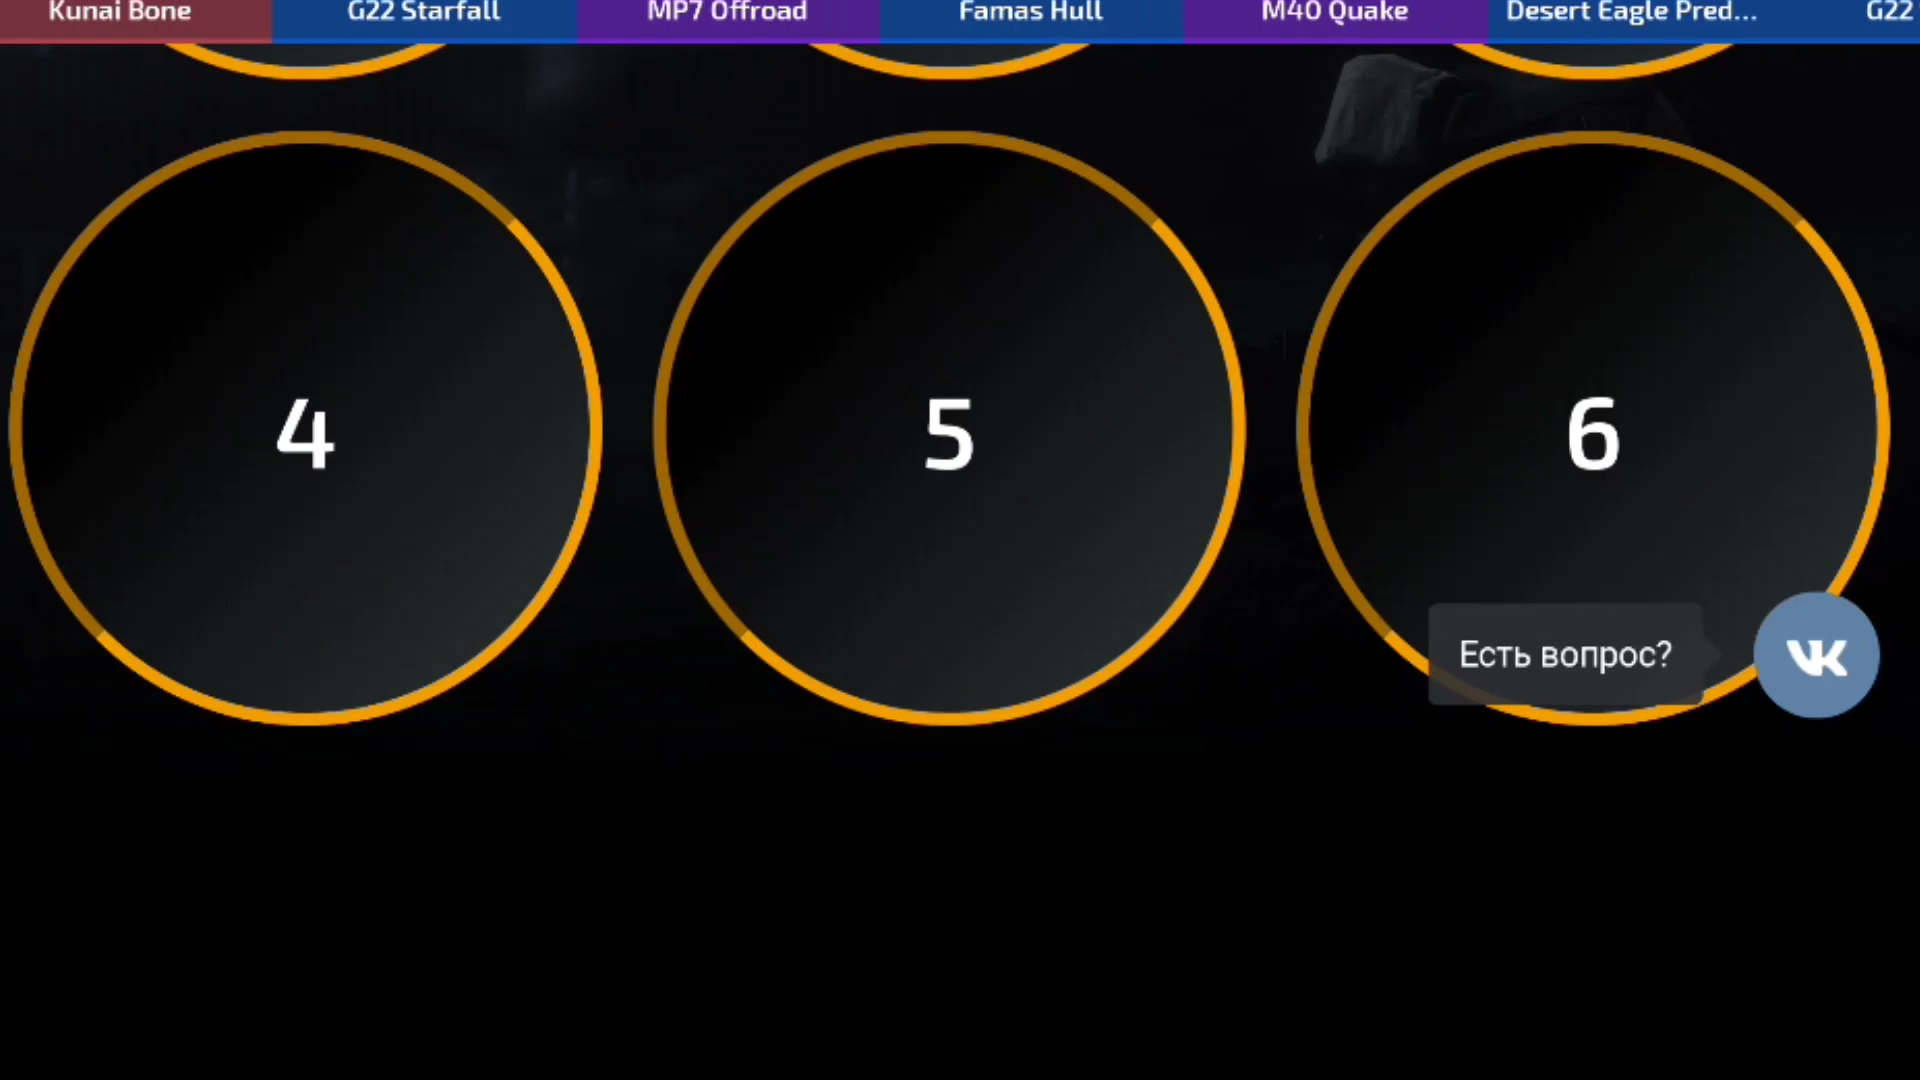 Kunai Bone
G22 Starfall
MP7 Offroad
Famas Hull
M40 Quake
Desert Eagle Pred...
G22
4
5
6
Есть вопрос?